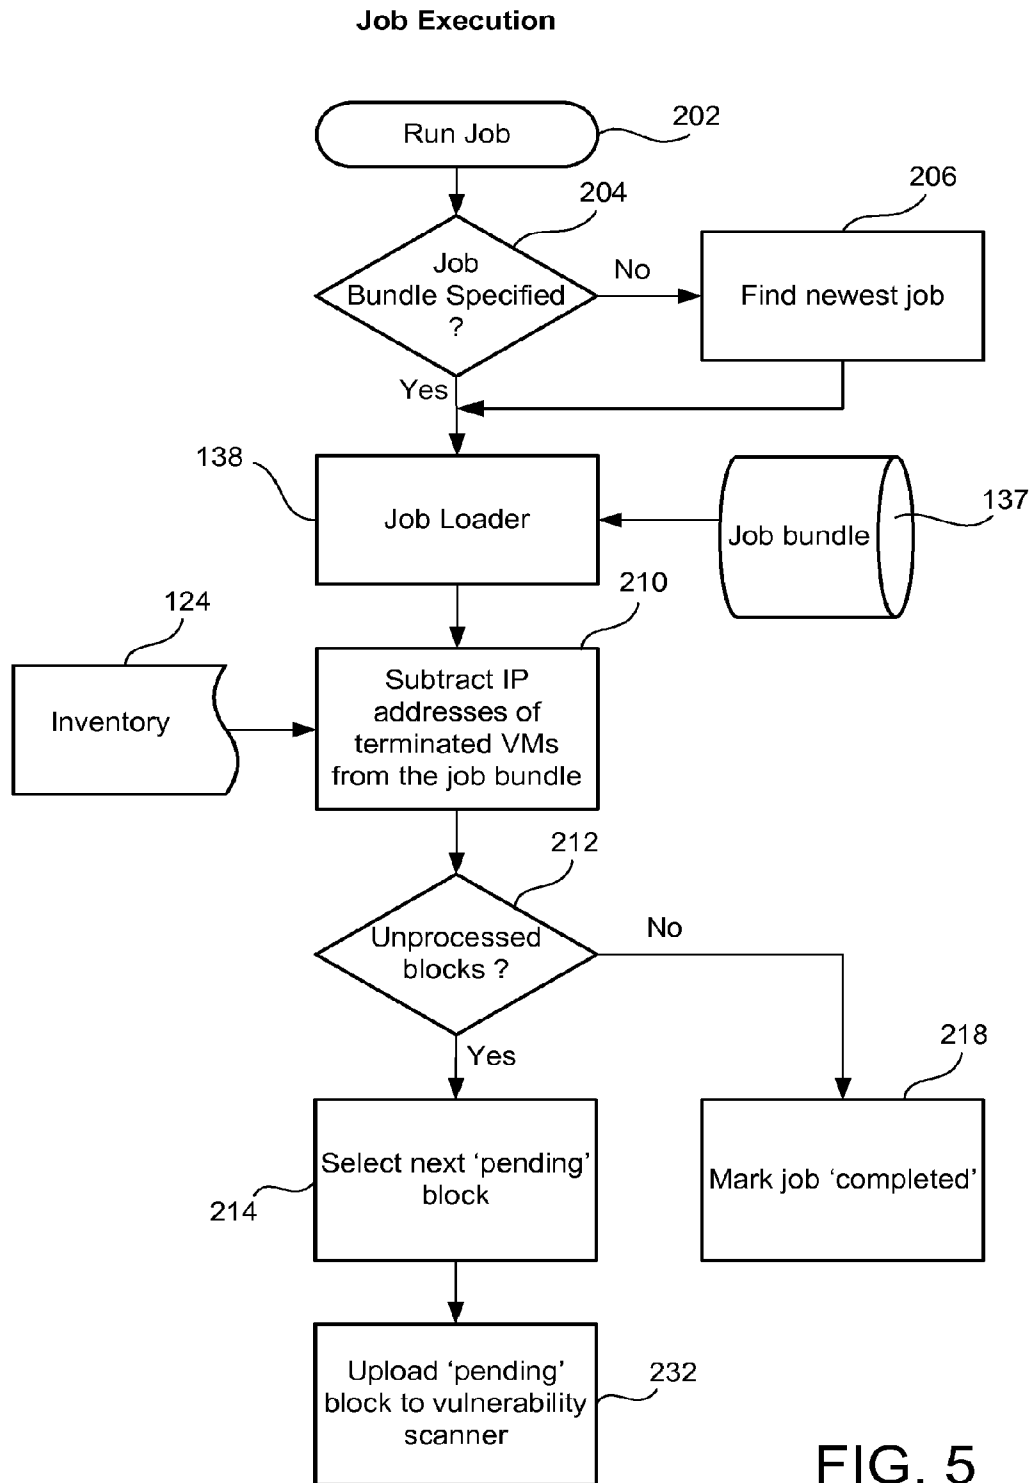 Job Execution
Run Job
202
204
206
Job
Bundle Specified
?
No
Find newest job
Yes
138
Job Loader
Job bundle
137
210
124
Inventory
Subtract IP
addresses of
terminated VMs
from the job bundle
212
Unprocessed
blocks ?
No
Yes
218
Select next ‘pending’
block
214
Mark job ‘completed’
Upload ‘pending’
block to vulnerability
scanner
232
FIG. 5